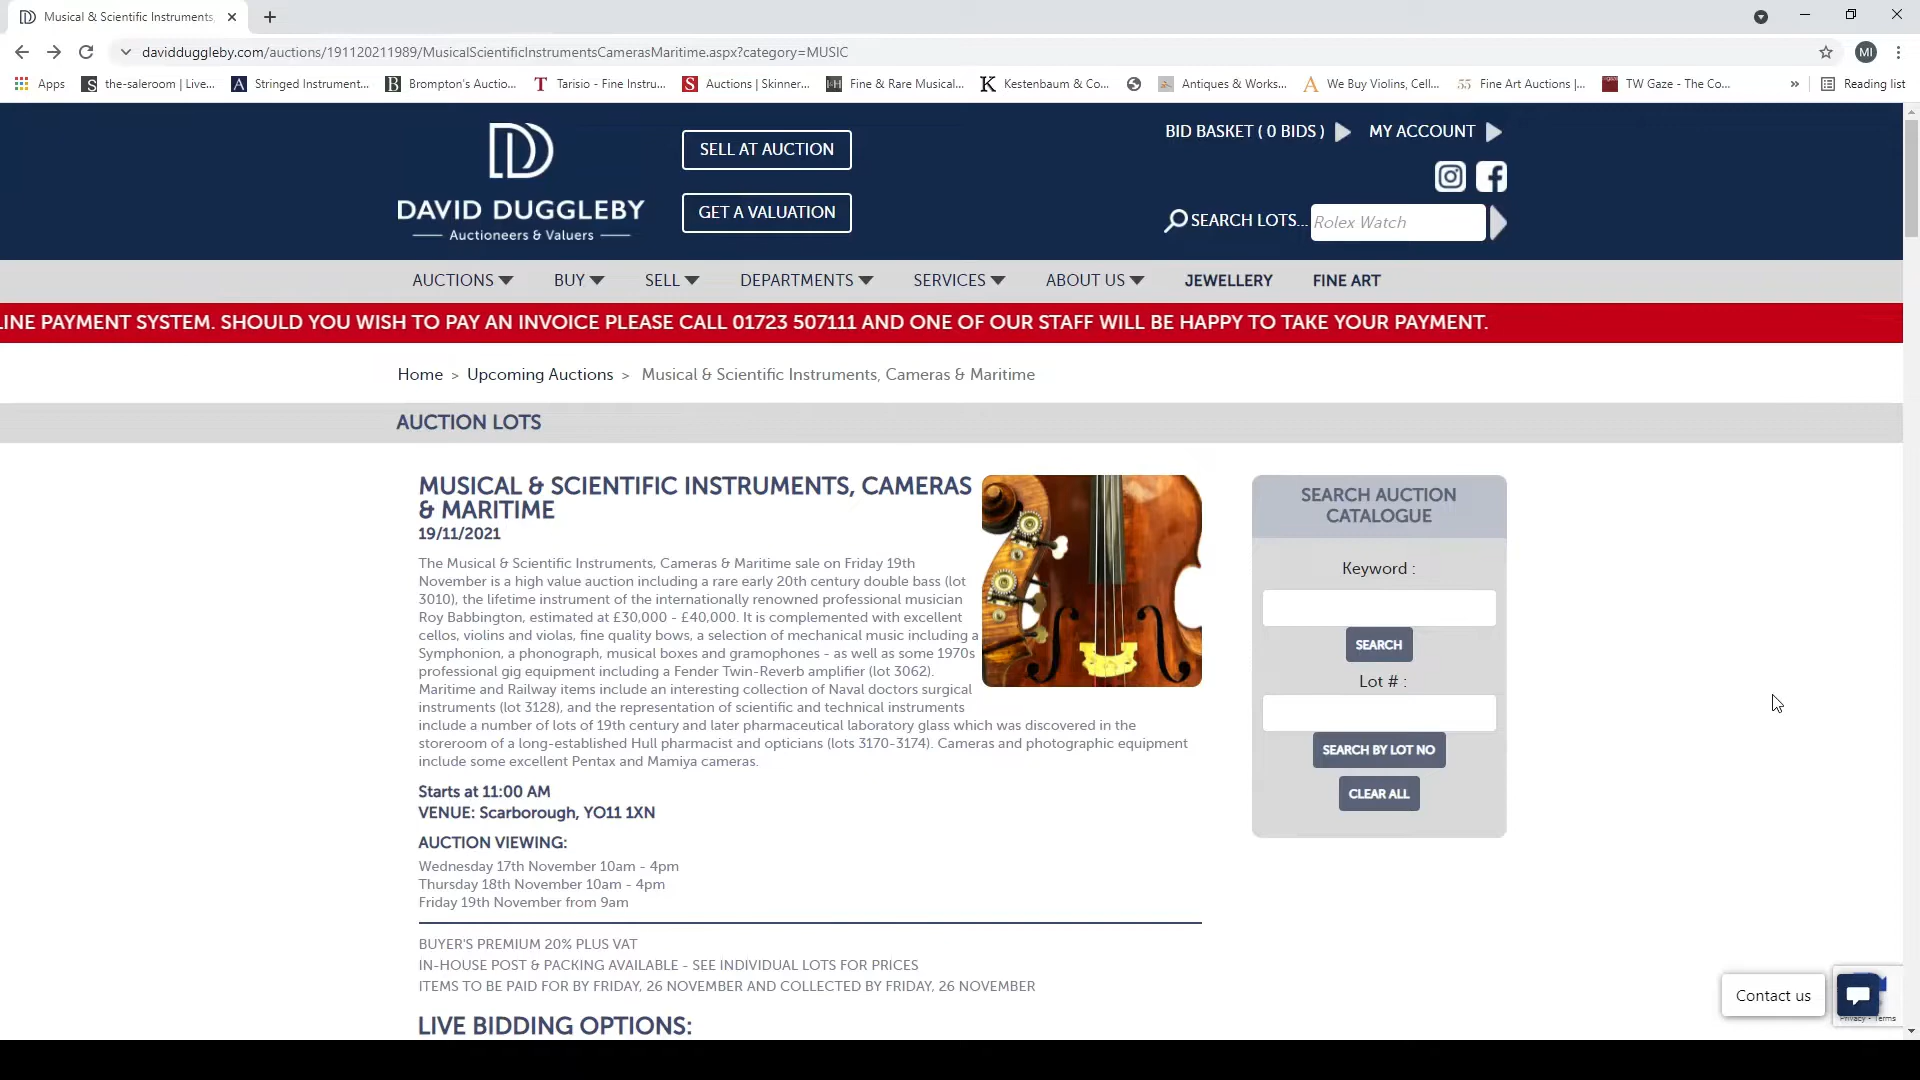 Musical & Scientific Instruments,
davidduggleby.com/auctions/191120211989/MusicalScientificInstrumentsCamerasMaritime.aspx?category=MUSIC
MI
Apps
the-saleroom | Live...
Stringed Instrument...
Brompton's Auctio...
Tarisio - Fine Instru...
Auctions | Skinner...
Fine & Rare Musical...
Kestenbaum & Co...
Antiques & Works...
We Buy Violins, Cell...
Fine Art Auctions |...
TW Gaze - The Co...
»
Reading list
DAVID DUGGLEBY
Auctioneers & Valuers
SELL AT AUCTION
GET A VALUATION
BID BASKET ( 0 BIDS )
MY ACCOUNT
SEARCH LOTS... Rolex Watch
AUCTIONS BUY SELL DEPARTMENTS SERVICES ABOUT US JEWELLERY FINE ART
LINE PAYMENT SYSTEM. SHOULD YOU WISH TO PAY AN INVOICE PLEASE CALL 01723 507111 AND ONE OF OUR STAFF WILL BE HAPPY TO TAKE YOUR PAYMENT.
Home > Upcoming Auctions > Musical & Scientific Instruments, Cameras & Maritime
AUCTION LOTS
MUSICAL & SCIENTIFIC INSTRUMENTS, CAMERAS
& MARITIME
19/11/2021
The Musical & Scientific Instruments, Cameras & Maritime sale on Friday 19th
November is a high value auction including a rare early 20th century double bass (lot
3010), the lifetime instrument of the internationally renowned professional musician
Roy Babbington, estimated at £30,000 - £40,000. It is complemented with excellent
cellos, violins and violas, fine quality bows, a selection of mechanical music including a
Symphonion, a phonograph, musical boxes and gramophones - as well as some 1970s
professional gig equipment including a Fender Twin-Reverb amplifier (lot 3062).
Maritime and Railway items include an interesting collection of Naval doctors surgical
instruments (lot 3128), and the representation of scientific and technical instruments
include a number of lots of 19th century and later pharmaceutical laboratory glass which was discovered in the
storeroom of a long-established Hull pharmacist and opticians (lots 3170-3174). Cameras and photographic equipment
include some excellent Pentax and Mamiya cameras.
Starts at 11:00 AM
VENUE: Scarborough, YO11 1XN
AUCTION VIEWING:
Wednesday 17th November 10am - 4pm
Thursday 18th November 10am - 4pm
Friday 19th November from 9am
BUYER'S PREMIUM 20% PLUS VAT
IN-HOUSE POST & PACKING AVAILABLE - SEE INDIVIDUAL LOTS FOR PRICES
ITEMS TO BE PAID FOR BY FRIDAY, 26 NOVEMBER AND COLLECTED BY FRIDAY, 26 NOVEMBER
LIVE BIDDING OPTIONS:
SEARCH AUCTION
CATALOGUE
Keyword :
SEARCH
Lot # :
SEARCH BY LOT NO
CLEAR ALL
Contact us
Privacy - Terms